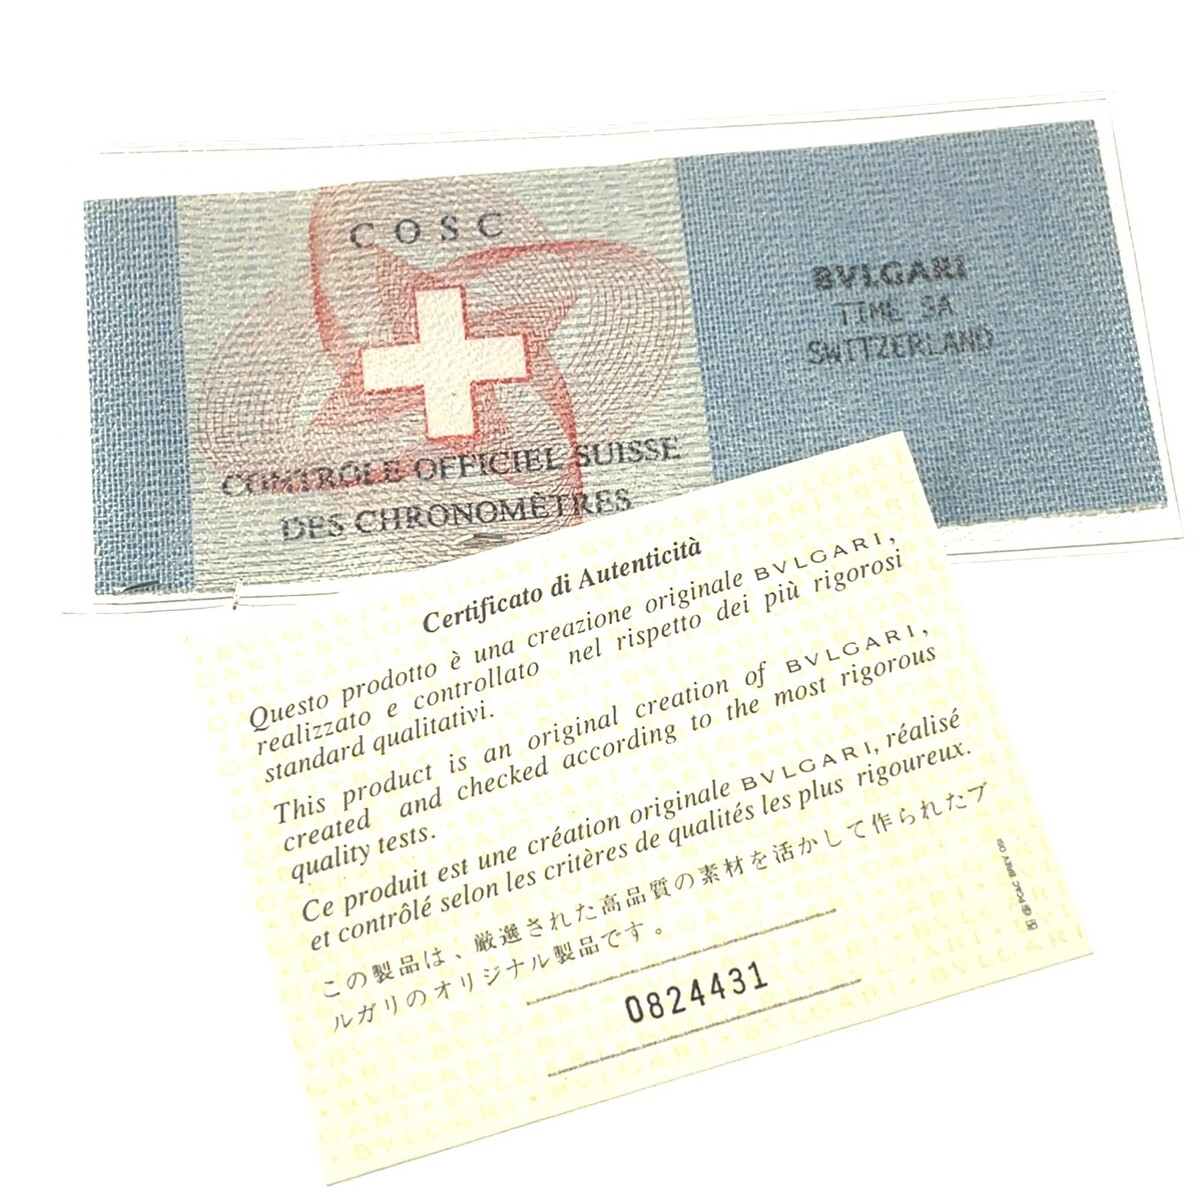 COSC
CONTRÔLE OFFICIEL SUISSE
DES CHRONOMÈTRES
BVLGARI
TIME SA
SWITZERLAND
Certificato di Autenticità
Questo prodotto è una creazione originale BVLGARI,
realizzato e controllato nel rispetto dei più rigorosi
standard qualitativi.
This product is an original creation of BVLGARI,
created and checked according to the most rigorous
quality tests.
Ce produit est une création originale BVLGARI, réalisé
et contrôlé selon les critères de qualités les plus rigoureux.
この製品は、厳選された高品質の素材を活かして作られたブ
ルガリのオリジナル製品です。
0824431